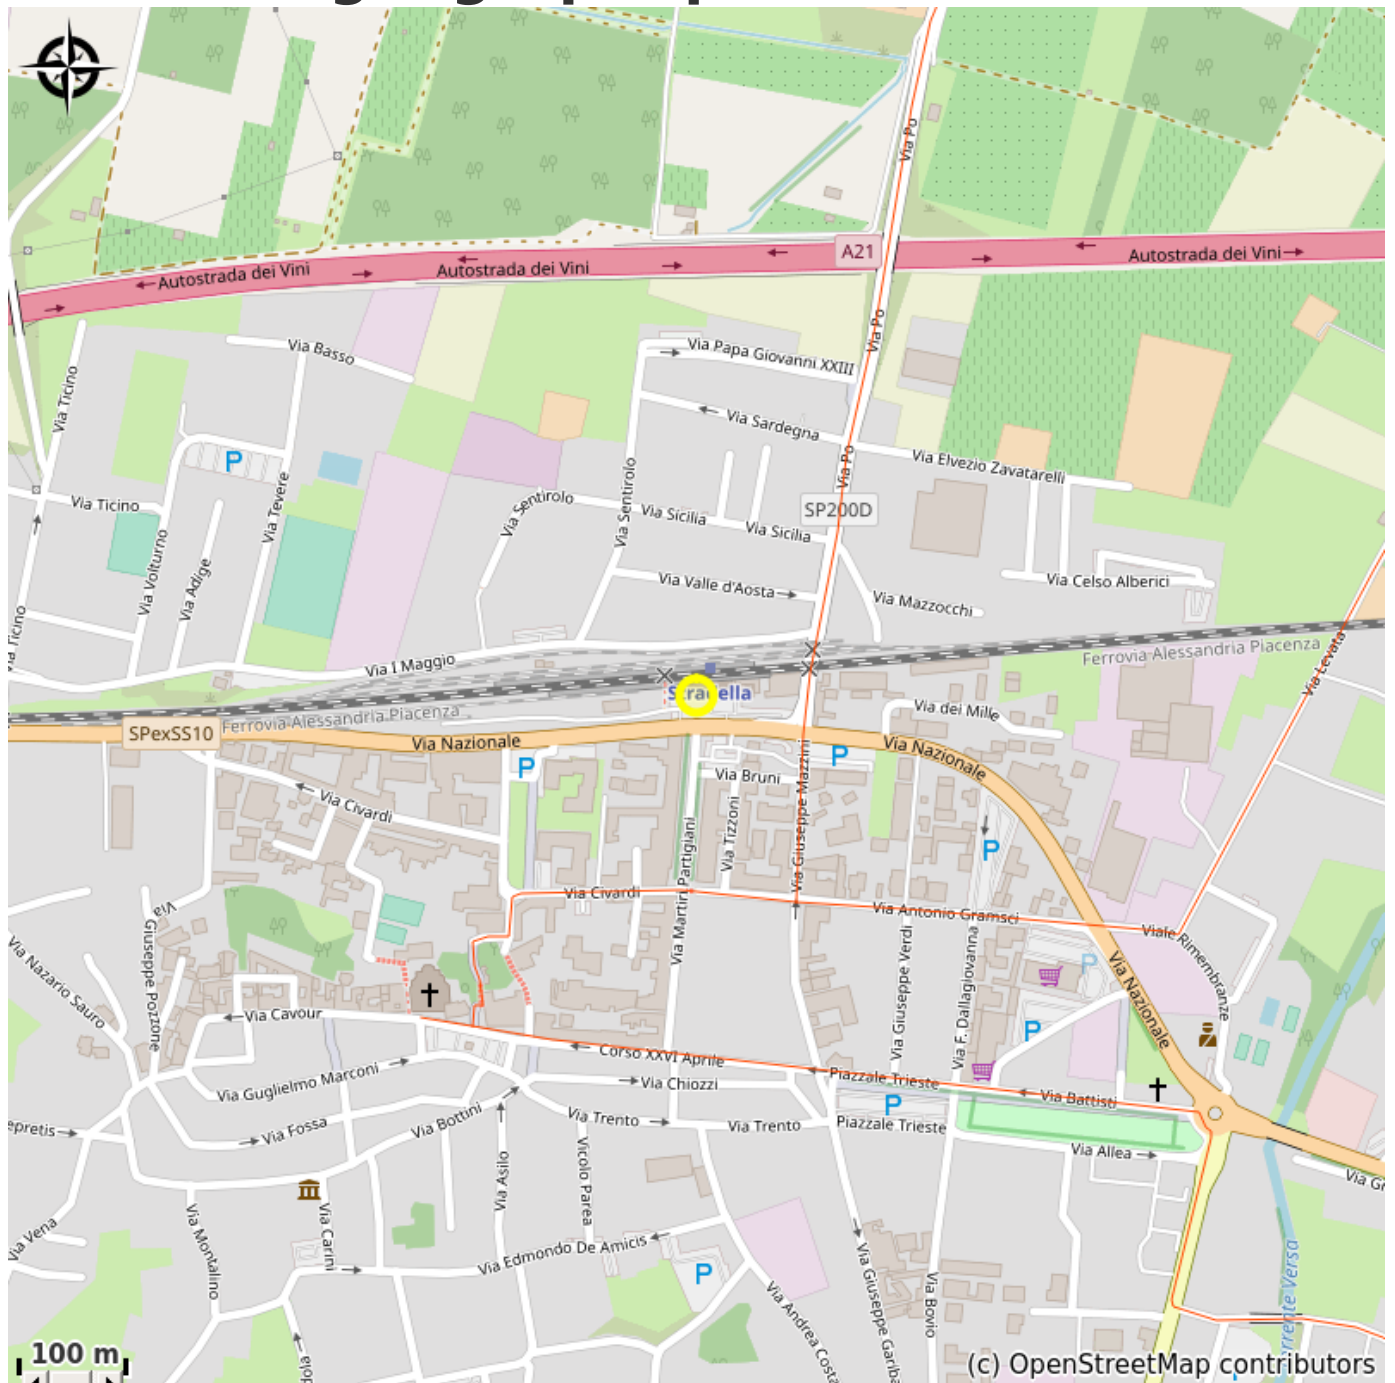 Via Po
A21
Autostrada dei Vini
Autostrada dei Vini
Autostrada dei Vini
Via Po
Via Basso
Via Papa Giovanni XXIII
Via Ticino
Via Sardegna
Via Po
Via Elvezio Zavatarelli
P
Via Tevere
Via Sentirolo
Via Sentirolo
Via Ticino
Via Sicilia
SP200D
Via Sicilia
Via Volturno
Via Adige
Via Valle d'Aosta
Via Celso Alberici
Via Mazzocchi
Ticino
Via I Maggio
Ferrovia Alessandria Piacenza
Via Levata
Stradella
Ferrovia Alessandria Piacenza
SPexSS10
Via dei Mille
Via Nazionale
Via Nazionale
P
P
Via Bruni
Via Civardi
Via Tizzoni
Via Giuseppe Mazzini
Via Martiri Partigiani
P
Via Civardi
Via Antonio Gramsci
Viale Rimembranze
Via Giuseppe Pozzone
Via Nazario Sauro
Via Giuseppe Verdi
Via F. Dallagiovanna
P
Via Nazionale
P
Via Cavour
Corso XXVI Aprile
Via Guglielmo Marconi
Via Chiozzi
Piazzale Trieste
Via Battisti
P
Via Fossa
Via Bottini
Via Trento
Via Trento
Piazzale Trieste
epretis
Via Allea
Via Asilo
Vicolo Parea
Via Gr
Via Vena
Via Montalino
Via Carini
Via Edmondo De Amicis
P
Via Andrea Costa
Via Giuseppe Gariba
Via Bovio
rrente Versa
100 m
(c) OpenStreetMap contributors